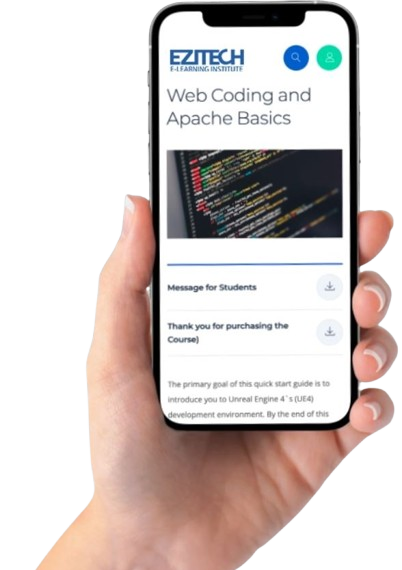 EZITECH
E-LEARNING INSTITUTE
Web Coding and
Apache Basics
Message for Students
Thank you for purchasing the
Course)
The primary goal of this quick start guide is to
introduce you to Unreal Engine 4`s (UE4)
development environment. By the end of this